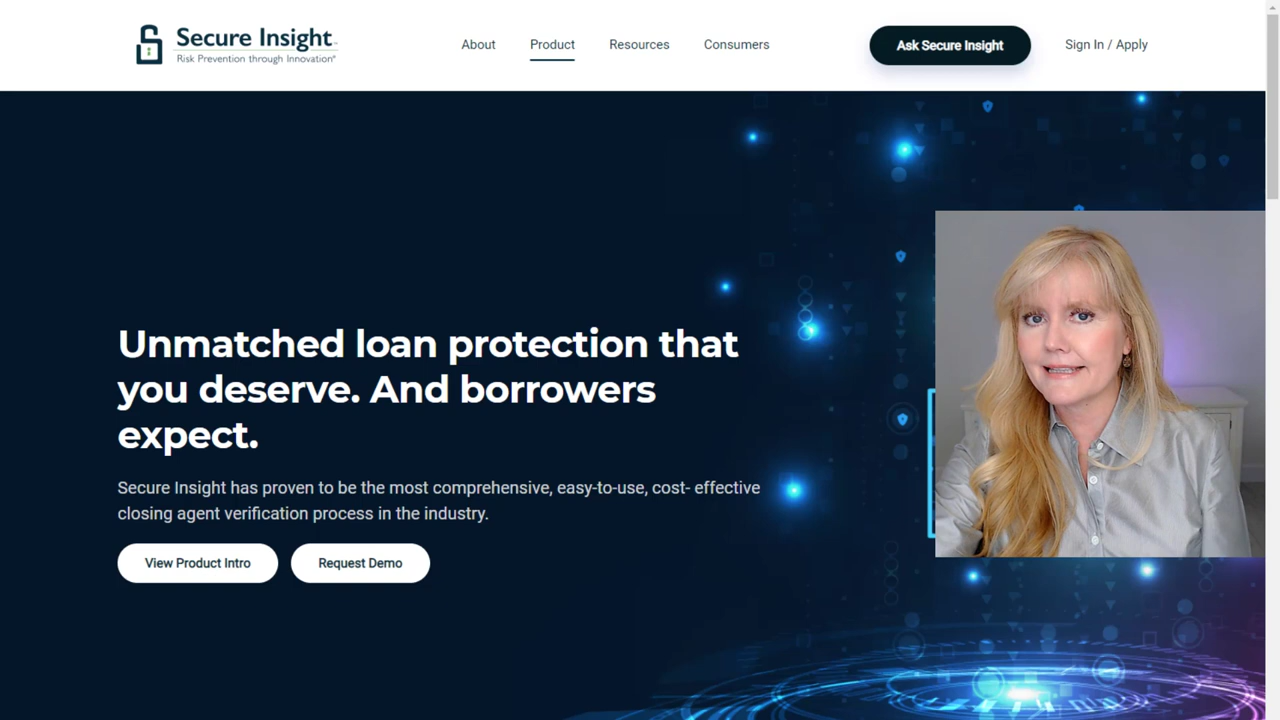 Secure Insight
Risk Prevention through Innovation®
About
Product
Resources
Consumers
Ask Secure Insight
Sign In / Apply
Unmatched loan protection that
you deserve. And borrowers
expect.
Secure Insight has proven to be the most comprehensive, easy-to-use, cost- effective
closing agent verification process in the industry.
View Product Intro
Request Demo